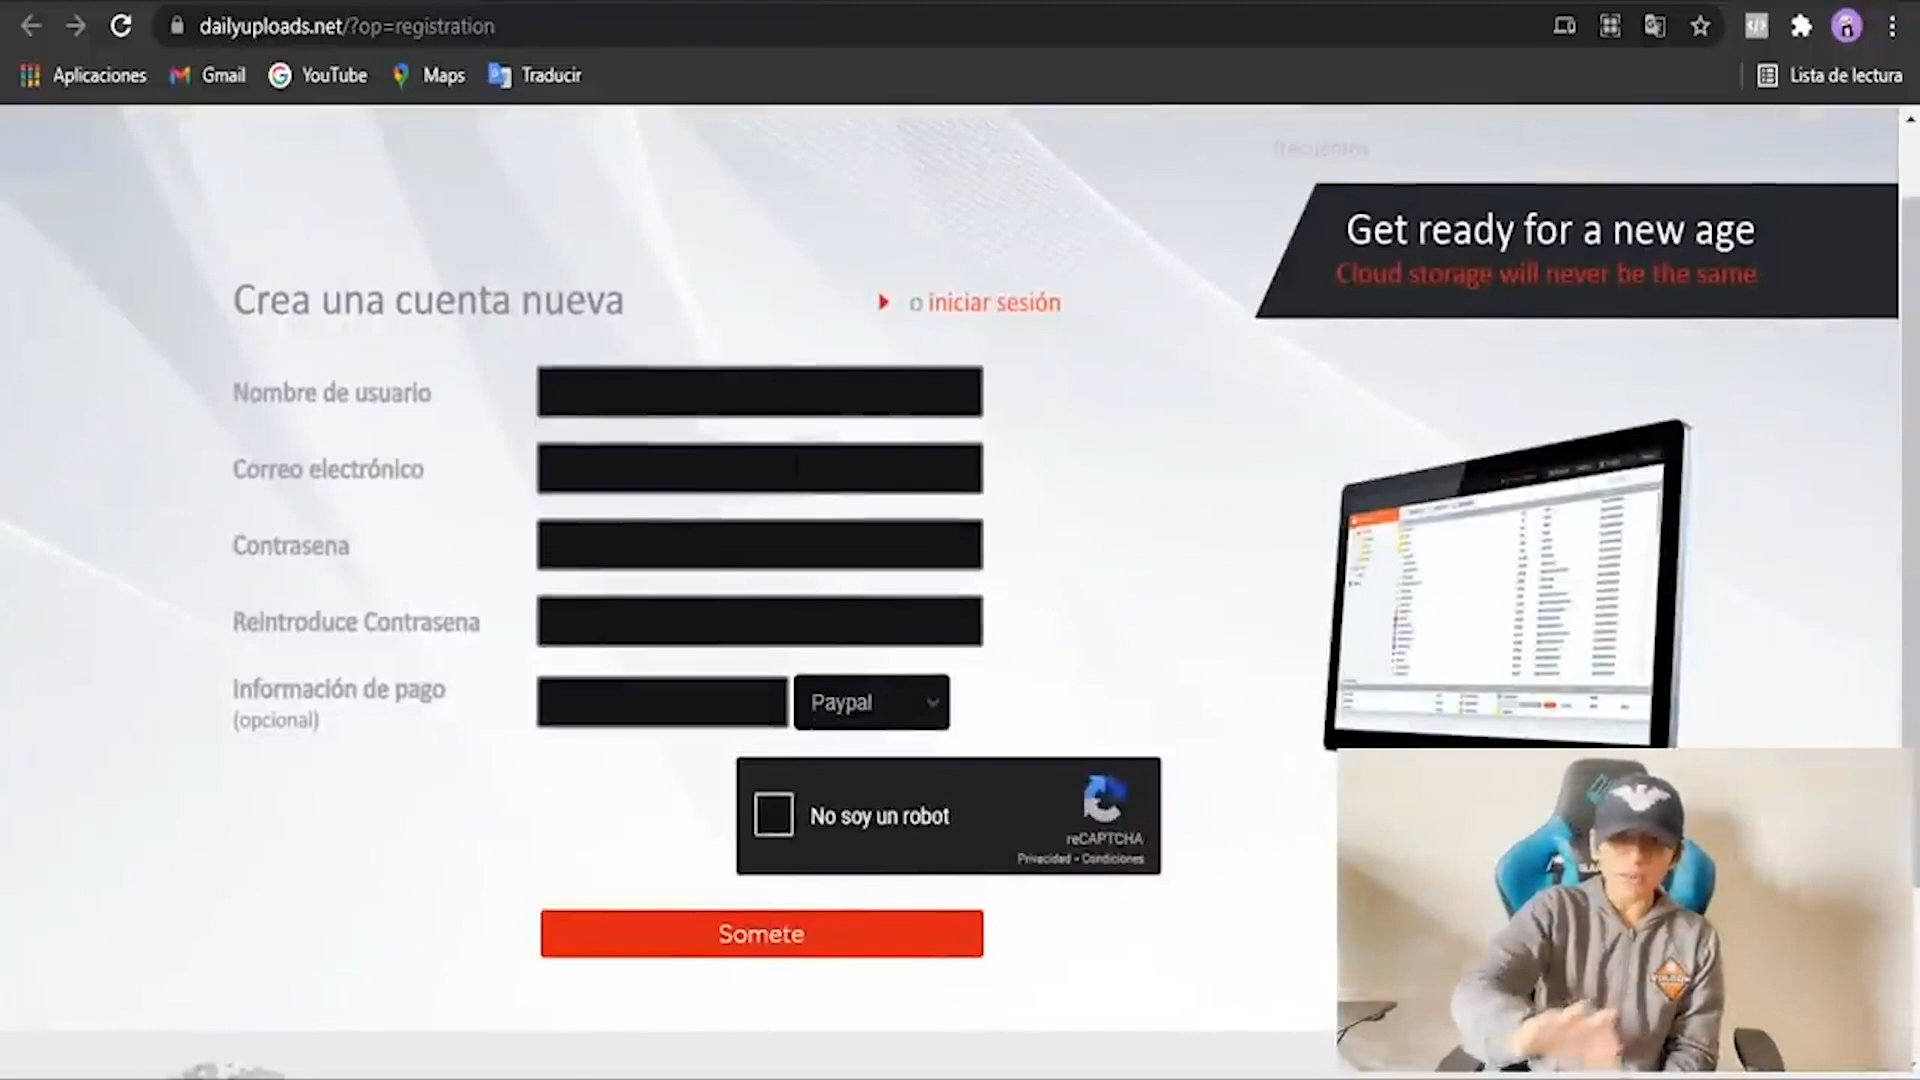 dailyuploads.net/?op=registration
Aplicaciones
Gmail
YouTube
Maps
Traducir
Lista de lectura
frecuentes
Get ready for a new age
Cloud storage will never be the same
Crea una cuenta nueva
o iniciar sesión
Nombre de usuario
Correo electrónico
Contrasena
Reintroduce Contrasena
Información de pago
(opcional)
Paypal
No soy un robot
reCAPTCHA
Privacidad - Condiciones
Somete